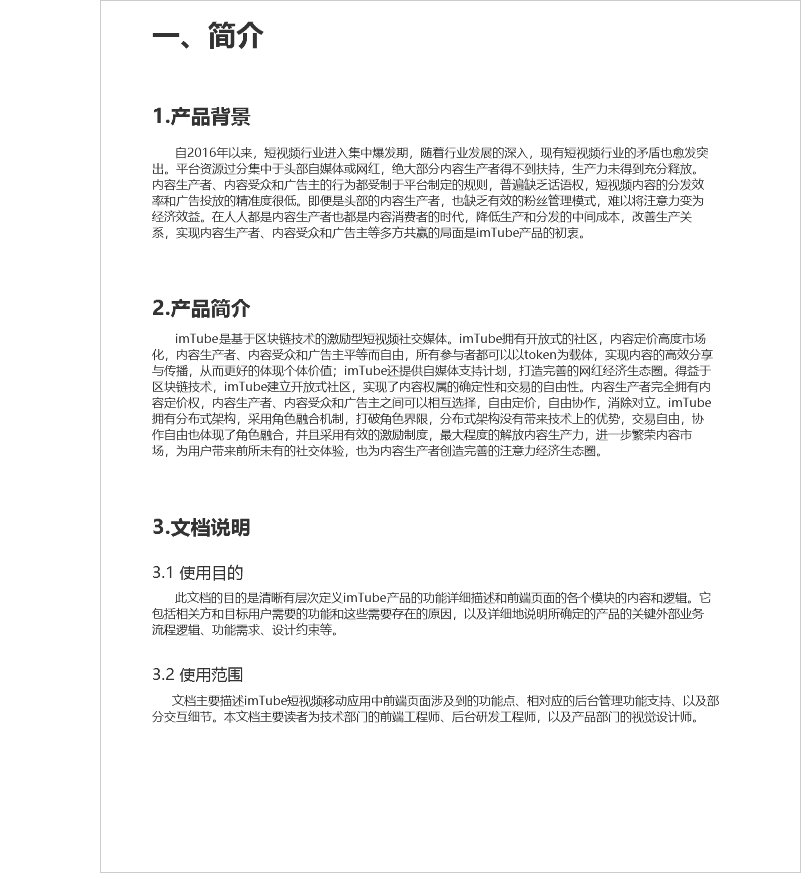 一、简介
1.产品背景
自2016年以来，短视频行业进入集中爆发期，随着行业发展的深入，现有短视频行业的矛盾也愈发突
出。平台资源过分集中于头部自媒体或网红，绝大部分内容生产者得不到扶持，生产力未得到充分释放。
内容生产者、内容受众和广告主的行为都受制于平台制定的规则，普遍缺乏话语权，短视频内容的分发效
率和广告投放的精准度很低。即便是头部的内容生产者，也缺乏有效的粉丝管理模式，难以将注意力变为
经济效益。在人人都是内容生产者也都是内容消费者的时代，降低生产和分发的中间成本，改善生产关
系，实现内容生产者、内容受众和广告主等多方共赢的局面是imTube产品的初衷。
2.产品简介
imTube是基于区块链技术的激励型短视频社交媒体。imTube拥有开放式的社区，内容定价高度市场
化，内容生产者、内容受众和广告主平等而自由，所有参与者都可以以token为载体，实现内容的高效分享
与传播，从而更好的体现个体价值；imTube还提供自媒体支持计划，打造完善的网红经济生态圈。得益于
区块链技术，imTube建立开放式社区，实现了内容权属的确定性和交易的自由性。内容生产者完全拥有内
容定价权，内容生产者、内容受众和广告主之间可以相互选择，自由定价，自由协作，消除对立。imTube
拥有分布式架构，采用角色融合机制，打破角色界限，分布式架构没有带来技术上的优势，交易自由，协
作自由也体现了角色融合，并且采用有效的激励制度，最大程度的解放内容生产力，进一步繁荣内容市
场，为用户带来前所未有的社交体验，也为内容生产者创造完善的注意力经济生态圈。
3.文档说明
3.1 使用目的
此文档的目的是清晰有层次定义imTube产品的功能详细描述和前端页面的各个模块的内容和逻辑。它
包括相关方和目标用户需要的功能和这些需要存在的原因，以及详细地说明所确定的产品的关键外部业务
流程逻辑、功能需求、设计约束等。
3.2 使用范围
文档主要描述imTube短视频移动应用中前端页面涉及到的功能点、相对应的后台管理功能支持、以及部
分交互细节。本文档主要读者为技术部门的前端工程师、后台研发工程师，以及产品部门的视觉设计师。